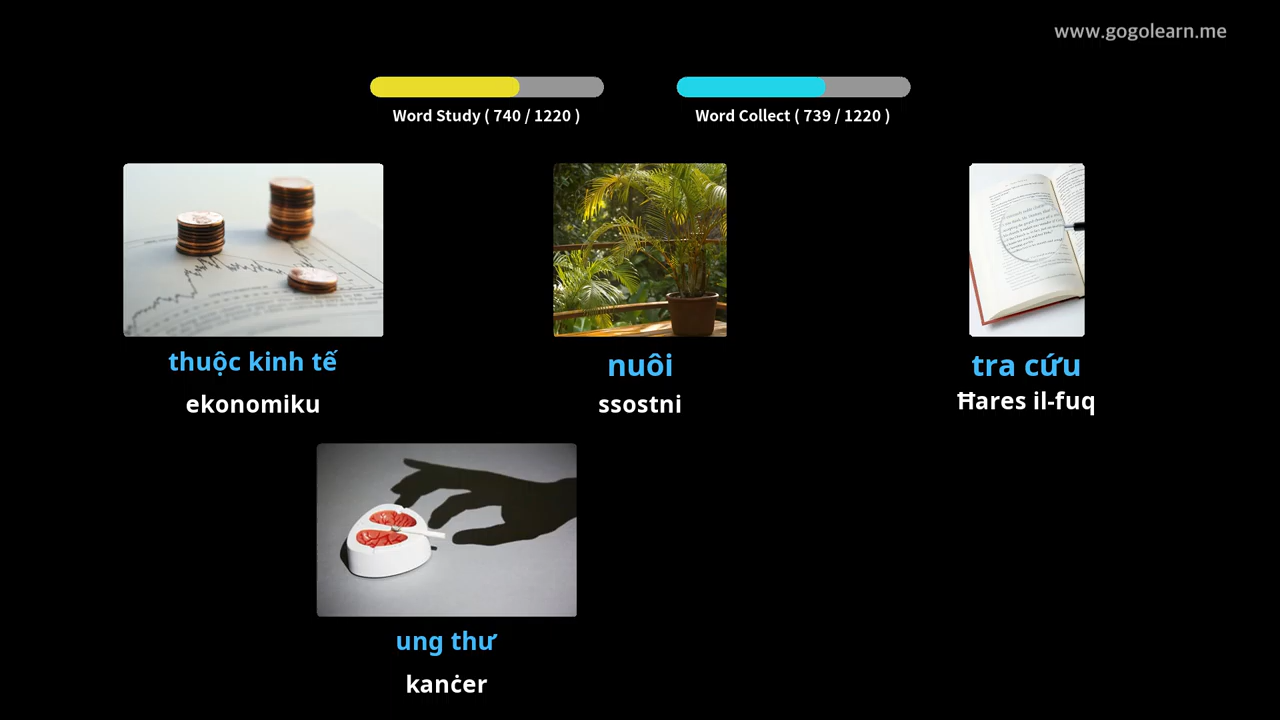 www.gogolearn.me
Word Study ( 740 / 1220 )
Word Collect ( 739 / 1220 )
thuộc kinh tế
ekonomiku
nuôi
ssostni
tra cứu
Ħares il-fuq
ung thư
kanċer